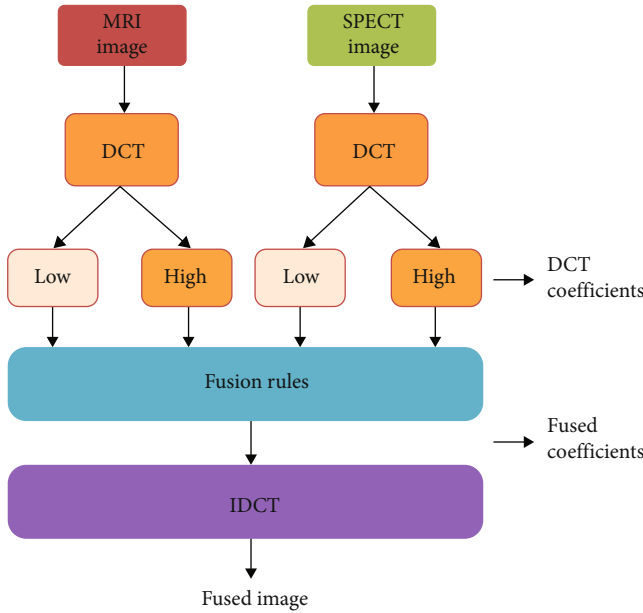 MRI
image
SPECT
image
DCT
DCT
Low
High
Low
High
DCT
coefficients
Fusion rules
Fused
coefficients
IDCT
Fused image